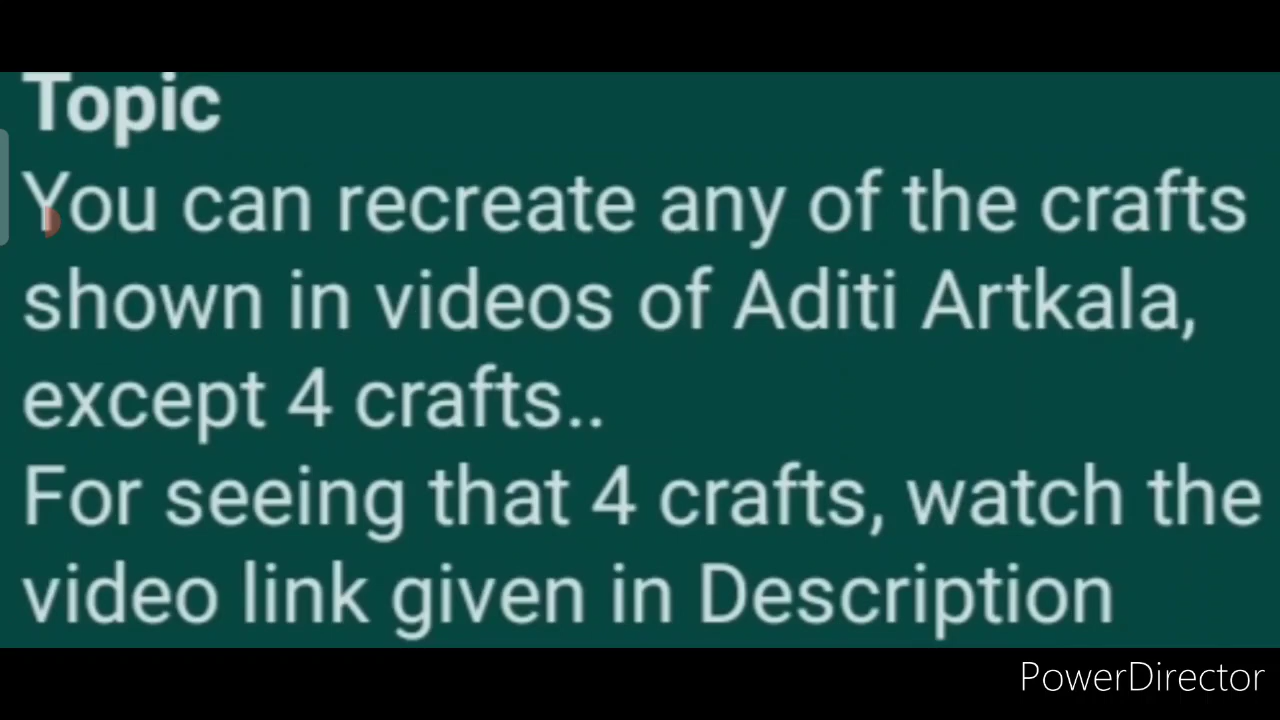 Topic
You can recreate any of the crafts
shown in videos of Aditi Artkala,
except 4 crafts..
For seeing that 4 crafts, watch the
video link given in Description
PowerDirector